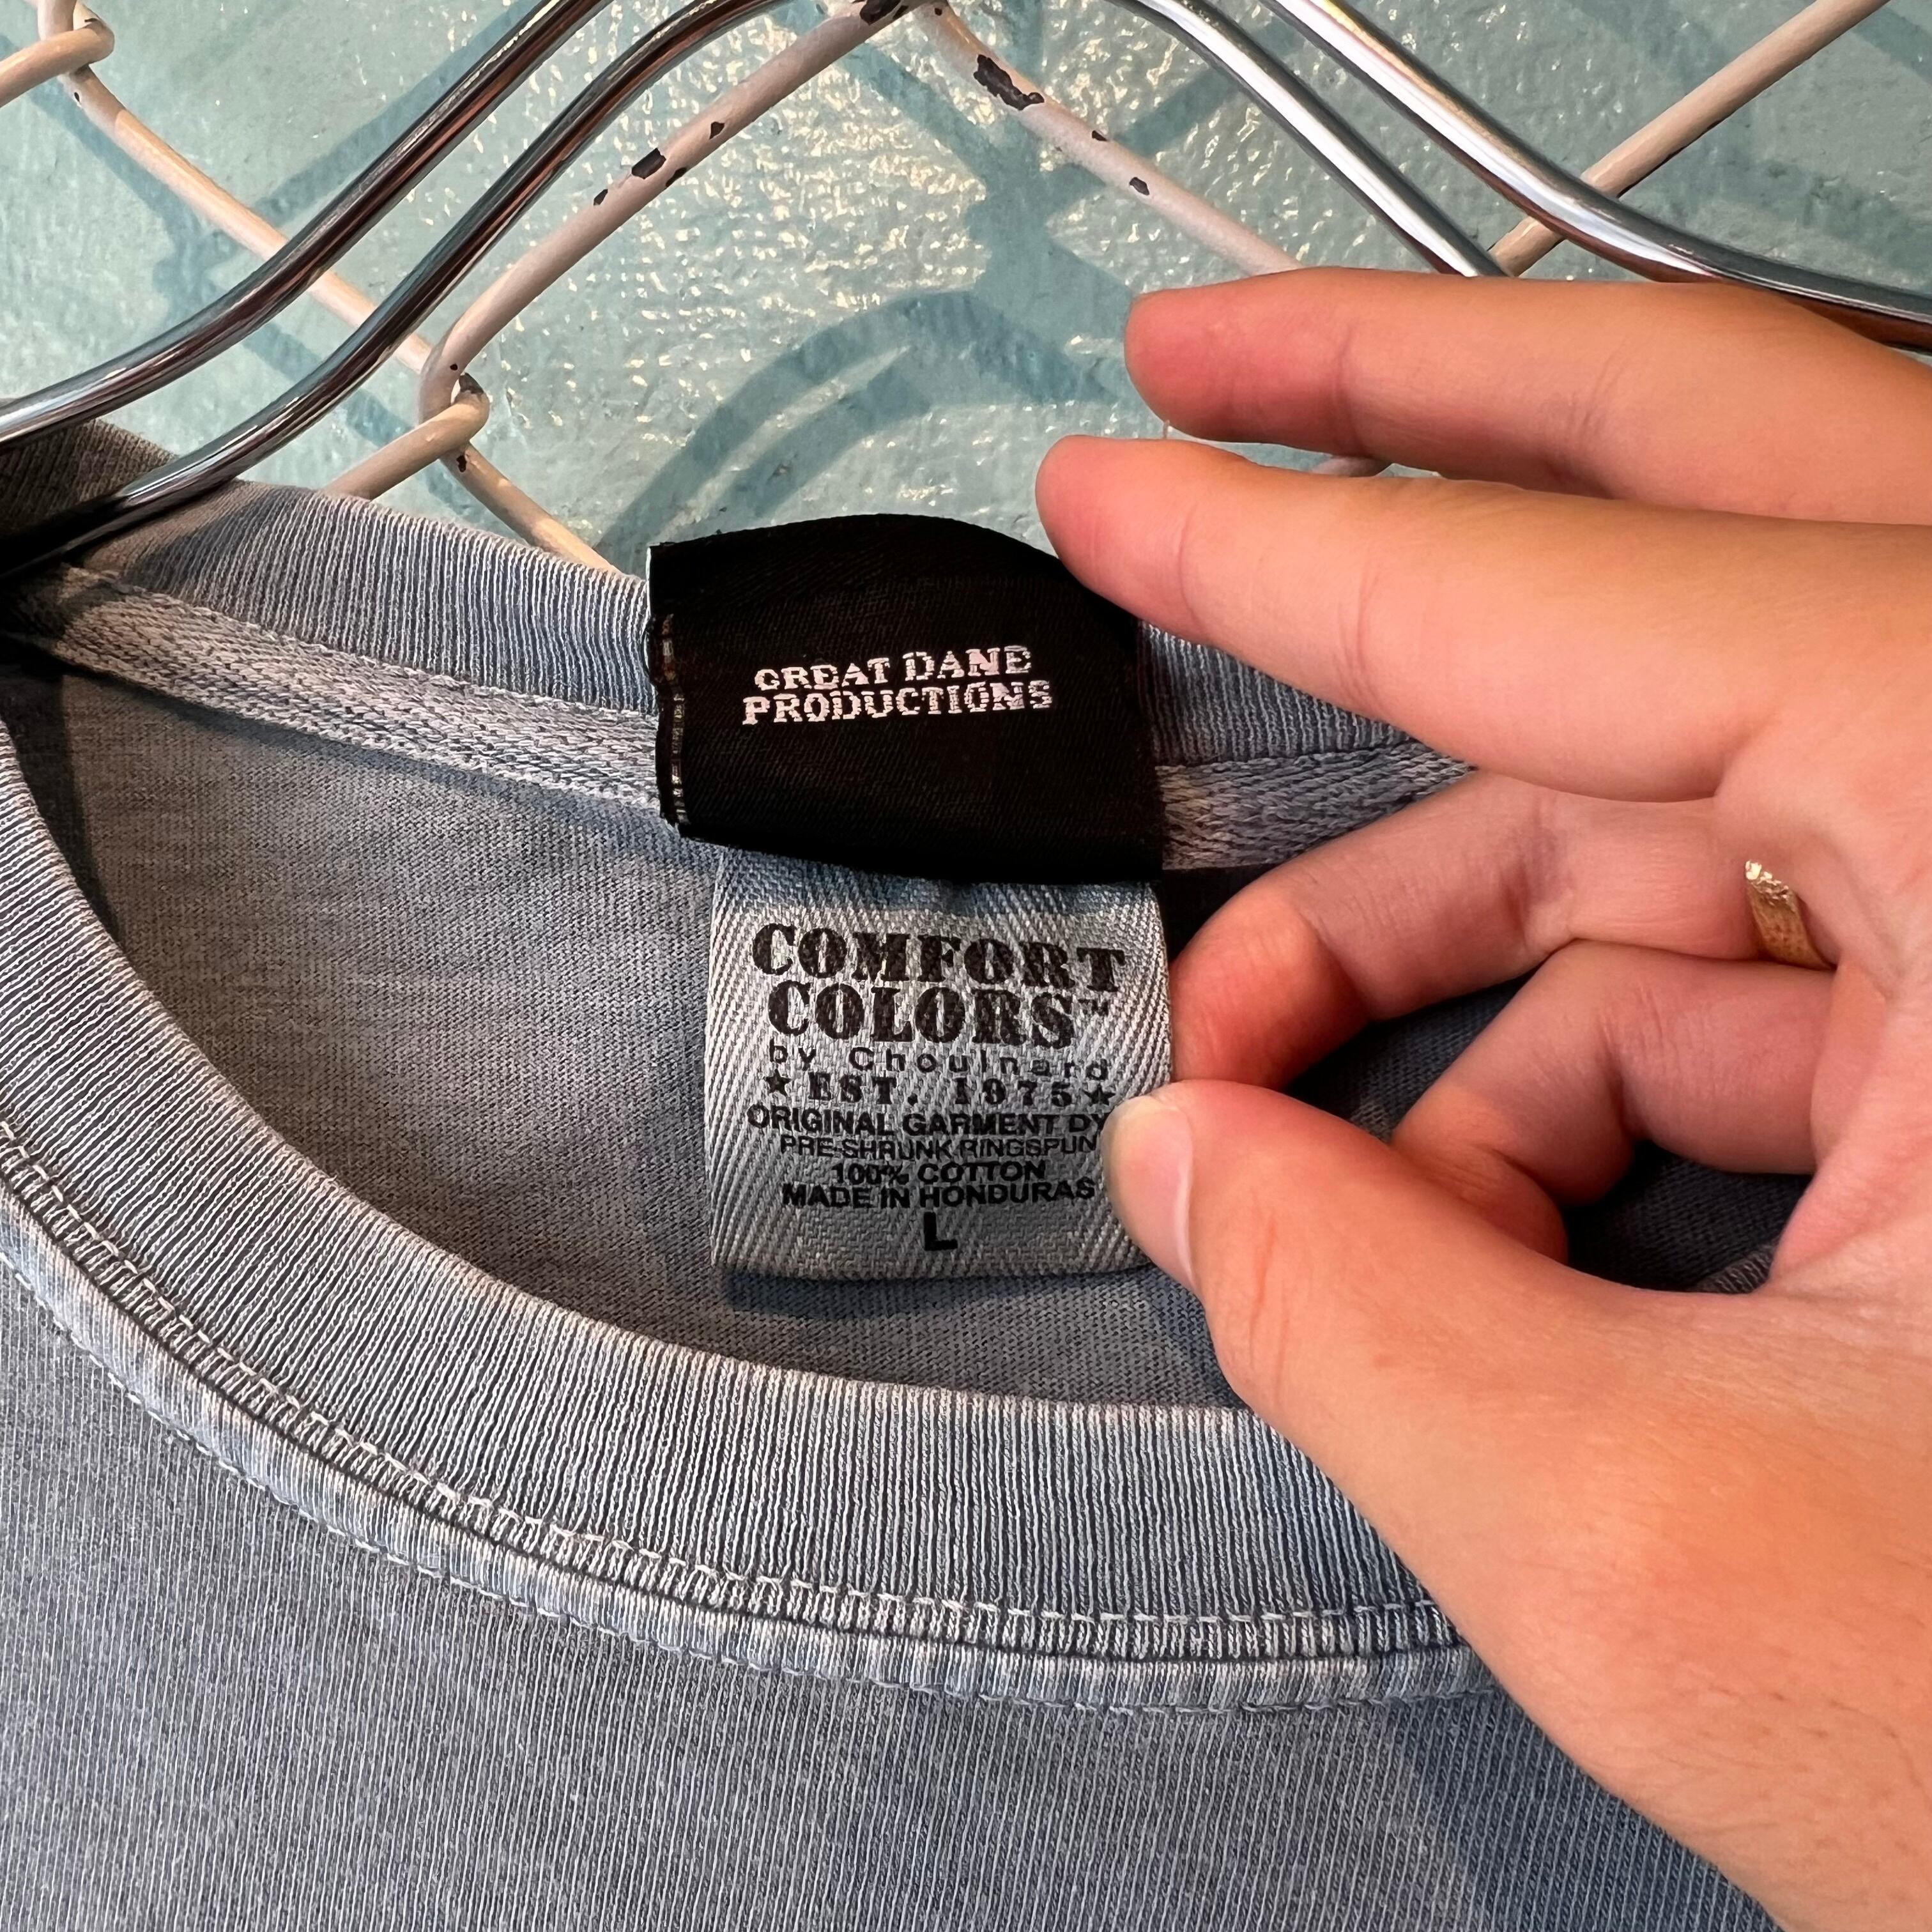 GREAT DANE
PRODUCTIONS
COMFORT
COLORS™
by Chouinard
★ EST. 1975 ★
ORIGINAL GARMENT DY
PRE-SHRUNK RINGSPUN
100% COTTON
MADE IN HONDURAS
L